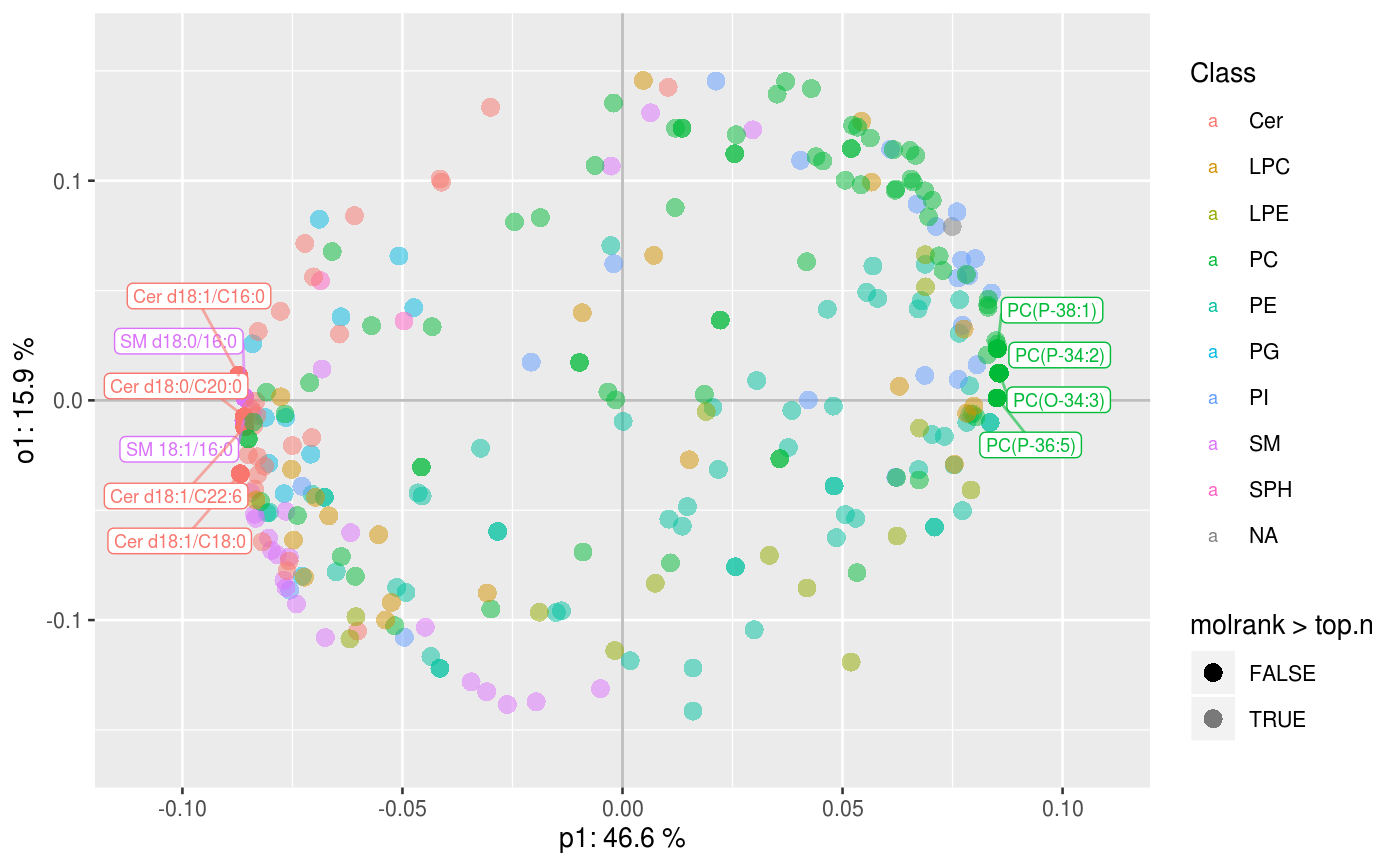 0.1
0.0
-0.1
o1: 15.9 %
-0.10
-0.05
0.00
0.05
0.10
p1: 46.6 %
Cer d18:1/C16:0
SM d18:0/16:0
Cer d18:0/C20:0
SM 18:1/16:0
Cer d18:1/C22:6
Cer d18:1/C18:0
PC(P-38:1)
PC(P-34:2)
PC(O-34:3)
PC(P-36:5)
Class
a Cer
a LPC
a LPE
a PC
a PE
a PG
a PI
a SM
a SPH
a NA
molrank > top.n
FALSE
TRUE